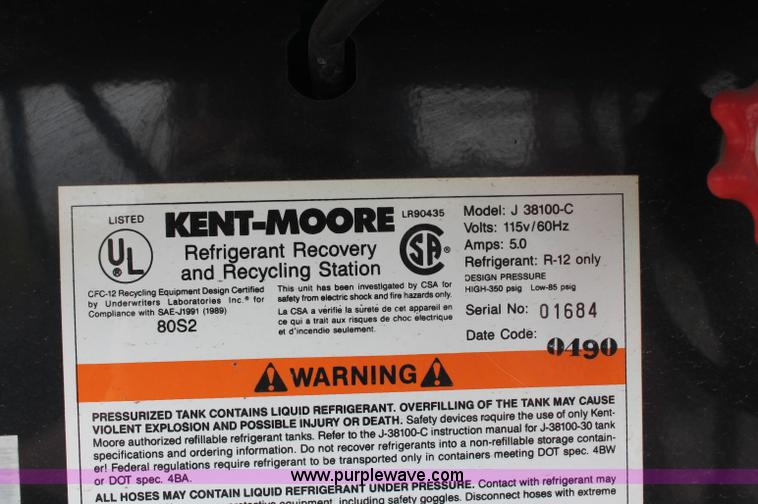 LISTED
UL
®
KENT-MOORE
Refrigerant Recovery
and Recycling Station
LR90435
CSA
®
CFC-12 Recycling Equipment Design Certified
by Underwriters Laboratories Inc.® for
Compliance with SAE-J1991 (1989)
80S2
This unit has been investigated by CSA for
safety from electric shock and fire hazards only.
La CSA a vérifié la sûreté de cet appareil en
ce qui a trait aux risques de choc électrique
et d'incendie seulement.
Model: J 38100-C
Volts: 115v/60Hz
Amps: 5.0
Refrigerant: R-12 only
DESIGN PRESSURE
HIGH-350 psig Low-85 psig
Serial No: 01684
Date Code: 0490
WARNING
PRESSURIZED TANK CONTAINS LIQUID REFRIGERANT. OVERFILLING OF THE TANK MAY CAUSE
VIOLENT EXPLOSION AND POSSIBLE INJURY OR DEATH. Safety devices require the use of only Kent-
Moore authorized refillable refrigerant tanks. Refer to the J-38100-C instruction manual for J-38100-30 tank
specifications and ordering information. Do not recover refrigerants into a non-refillable storage contain-
er! Federal regulations require refrigerant to be transported only in containers meeting DOT spec. 4BW
or DOT spec. 4BA.
www.purplewave.com
ALL HOSES MAY CONTAIN LIQUID REFRIGERANT UNDER PRESSURE. Contact with refrigerant may
protective equipment, including safety goggles. Disconnect hoses with extreme